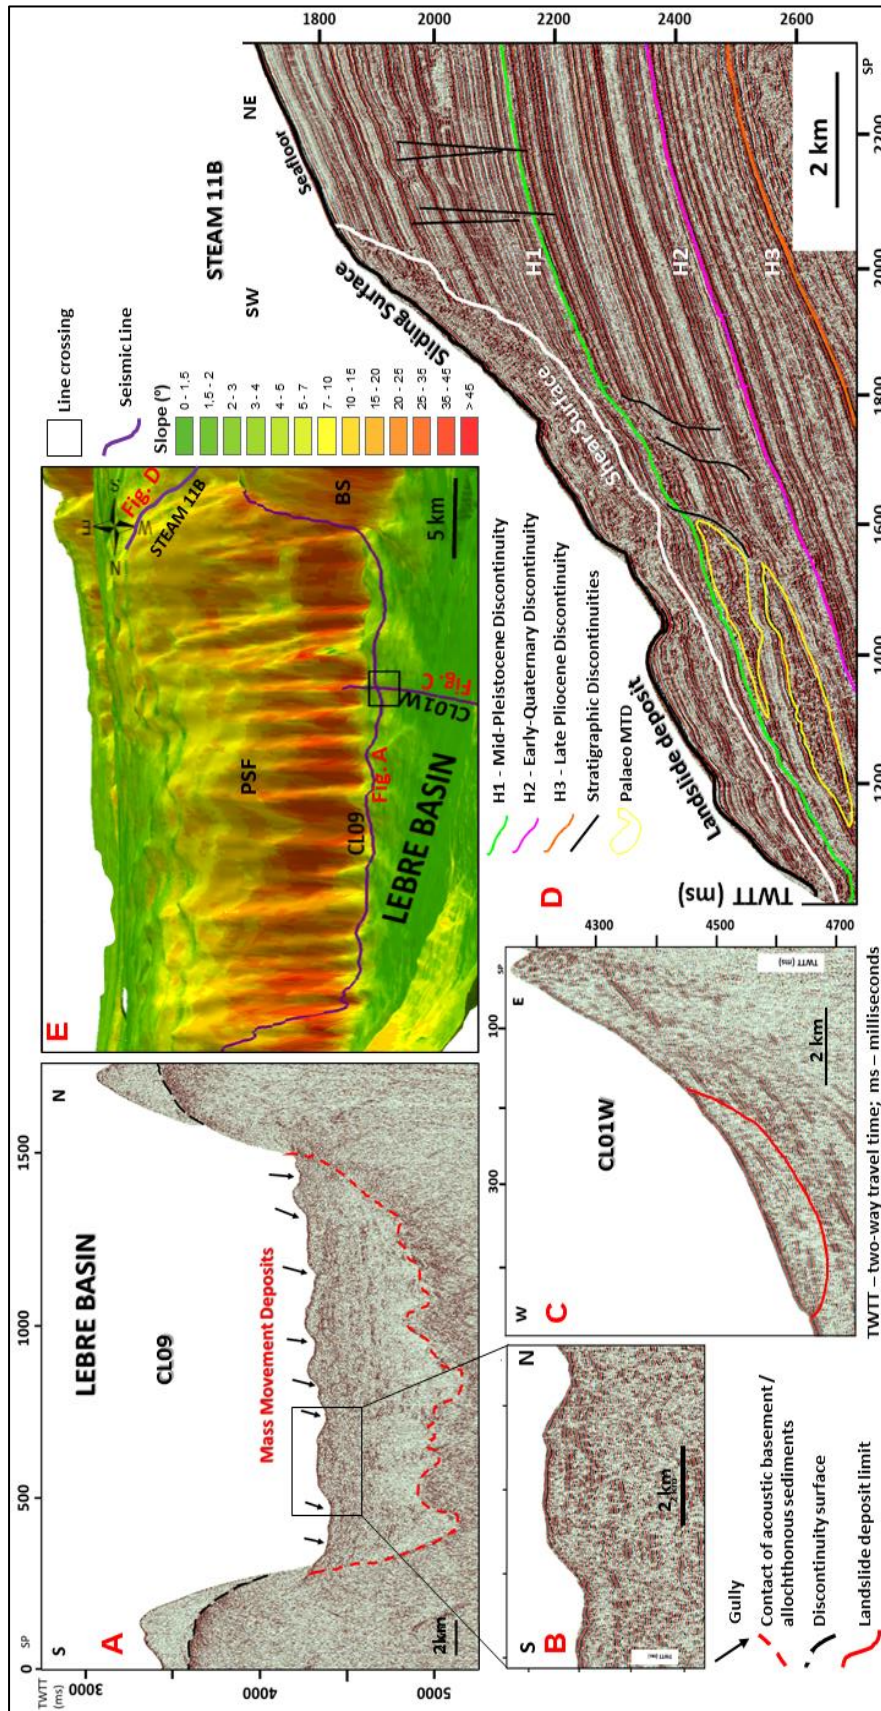 LEBRE BASIN
CL09
A
S
N
SP
0
500
1000
1500
TWTT
(ms)
3000
4000
5000
2km
Mass Movement Deposits
B
S
N
2 km
TWTT (ms)
Gully
Contact of acoustic basement /
allochthonous sediments
Discontinuity surface
Landslide deposit limit
C
CL01W
W
E
SP
100
300
4300
4500
4700
TWTT (ms)
2 km
TWTT – two-way travel time; ms – milliseconds
E
PSF
BS
CL09
Fig. A
LEBRE BASIN
CL01W
Fig. C
Fig. D
STEAM 11B
N
E
W
5 km
Line crossing
Seismic Line
Slope (º)
0 - 1,5
1,5 - 2
2 - 3
3 - 4
4 - 5
5 - 7
7 - 10
10 - 15
15 - 20
20 - 25
25 - 35
35 - 45
> 45
D
H1 - Mid-Pleistocene Discontinuity
H2 - Early-Quaternary Discontinuity
H3 - Late Pliocene Discontinuity
Stratigraphic Discontinuities
Palaeo MTD
STEAM 11B
SW
NE
Seafloor
Sliding Surface
Shear Surface
Landslide deposit
H1
H2
H3
TWTT
(ms)
1800
2000
2200
2400
2600
SP
1200
1400
1600
1800
2000
2200
2 km